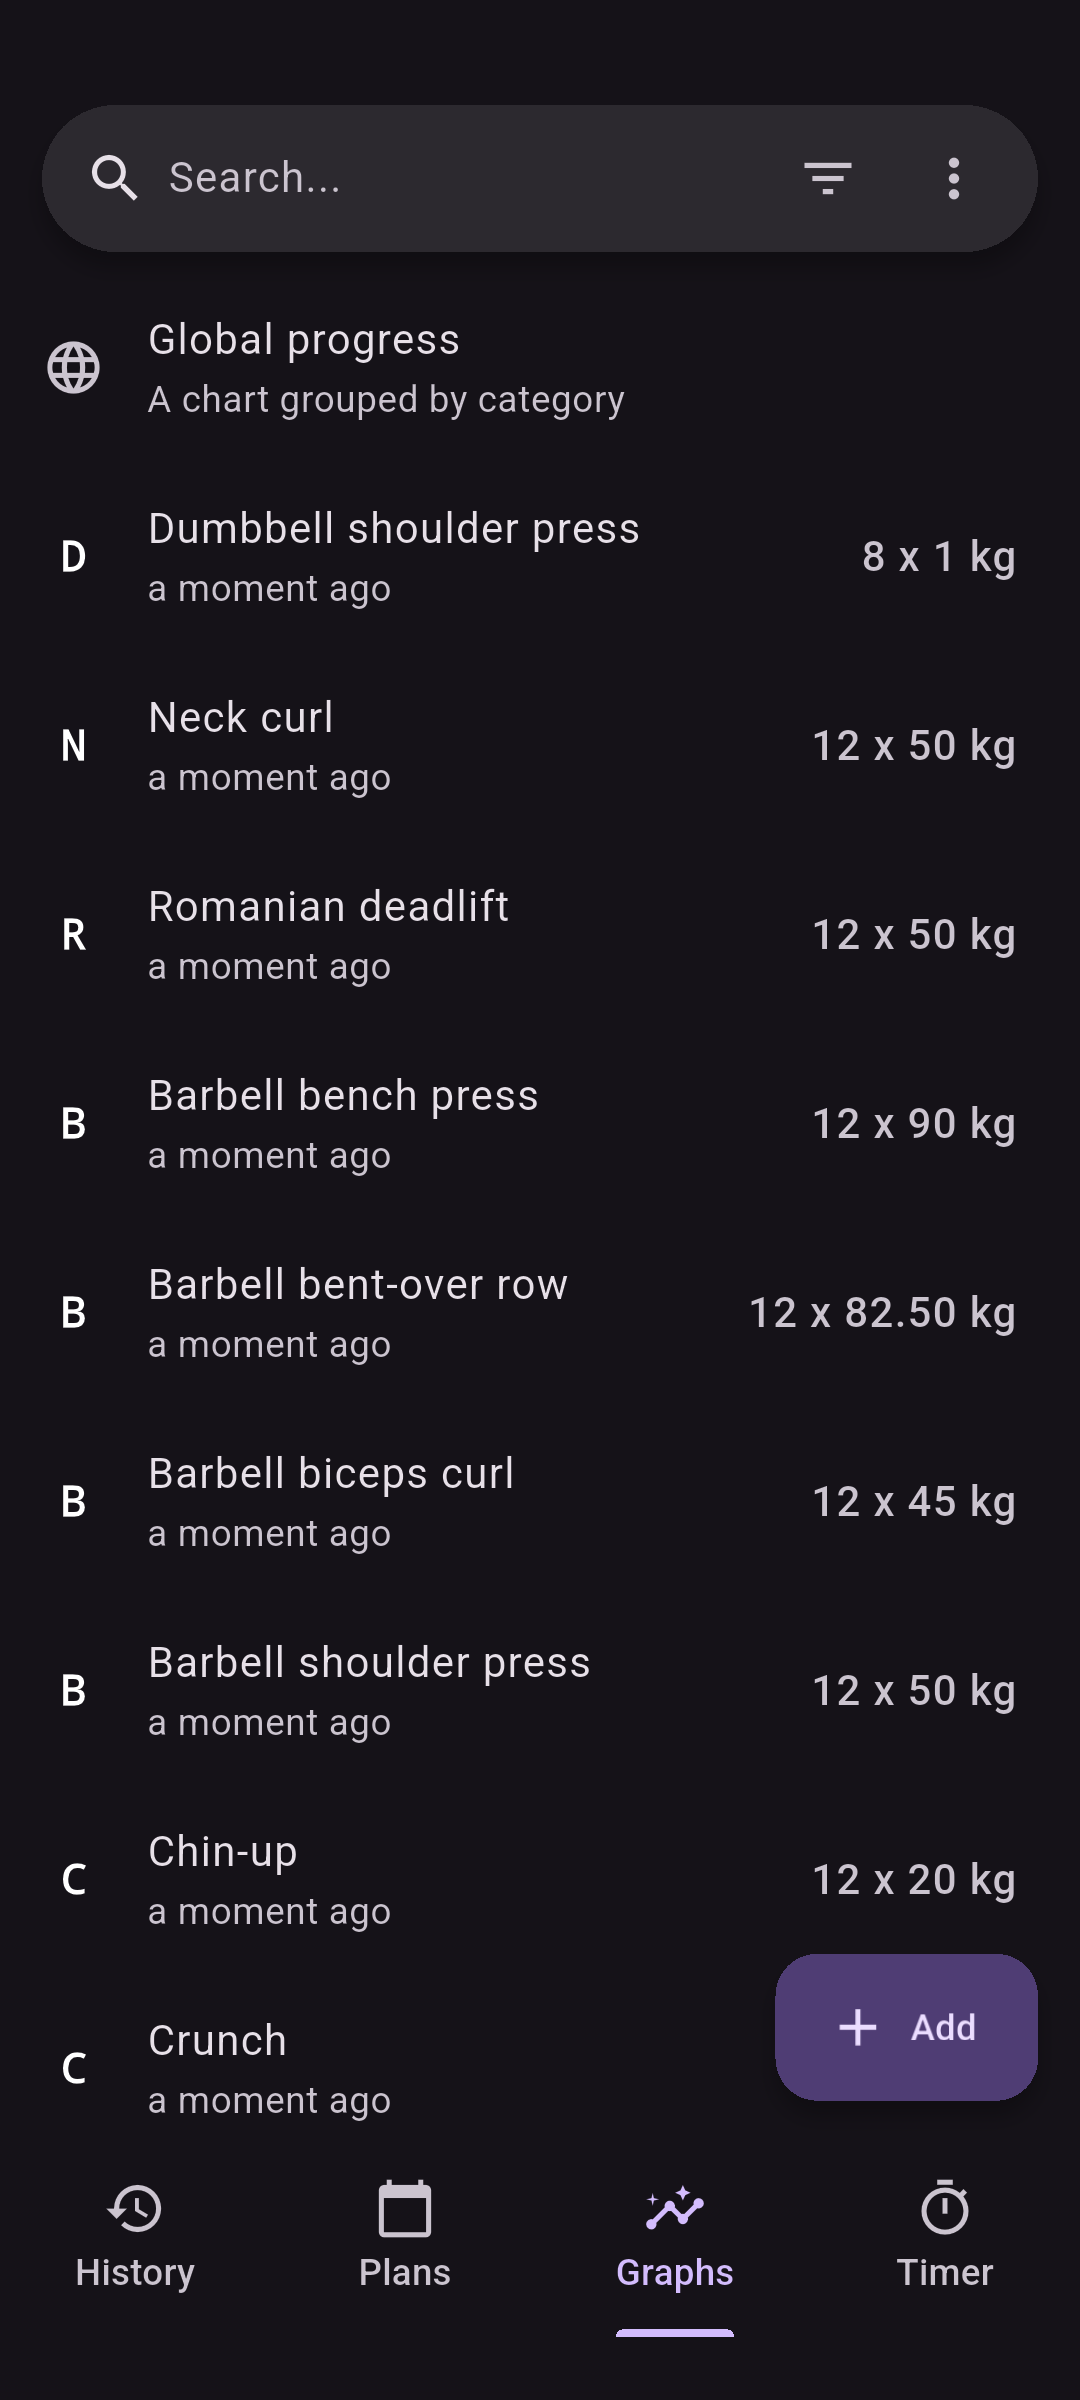 Search...
Global progress
A chart grouped by category
D
Dumbbell shoulder press
a moment ago
8 x 1 kg
N
Neck curl
a moment ago
12 x 50 kg
R
Romanian deadlift
a moment ago
12 x 50 kg
B
Barbell bench press
a moment ago
12 x 90 kg
B
Barbell bent-over row
a moment ago
12 x 82.50 kg
B
Barbell biceps curl
a moment ago
12 x 45 kg
B
Barbell shoulder press
a moment ago
12 x 50 kg
C
Chin-up
a moment ago
12 x 20 kg
C
Crunch
a moment ago
Add
History
Plans
Graphs
Timer